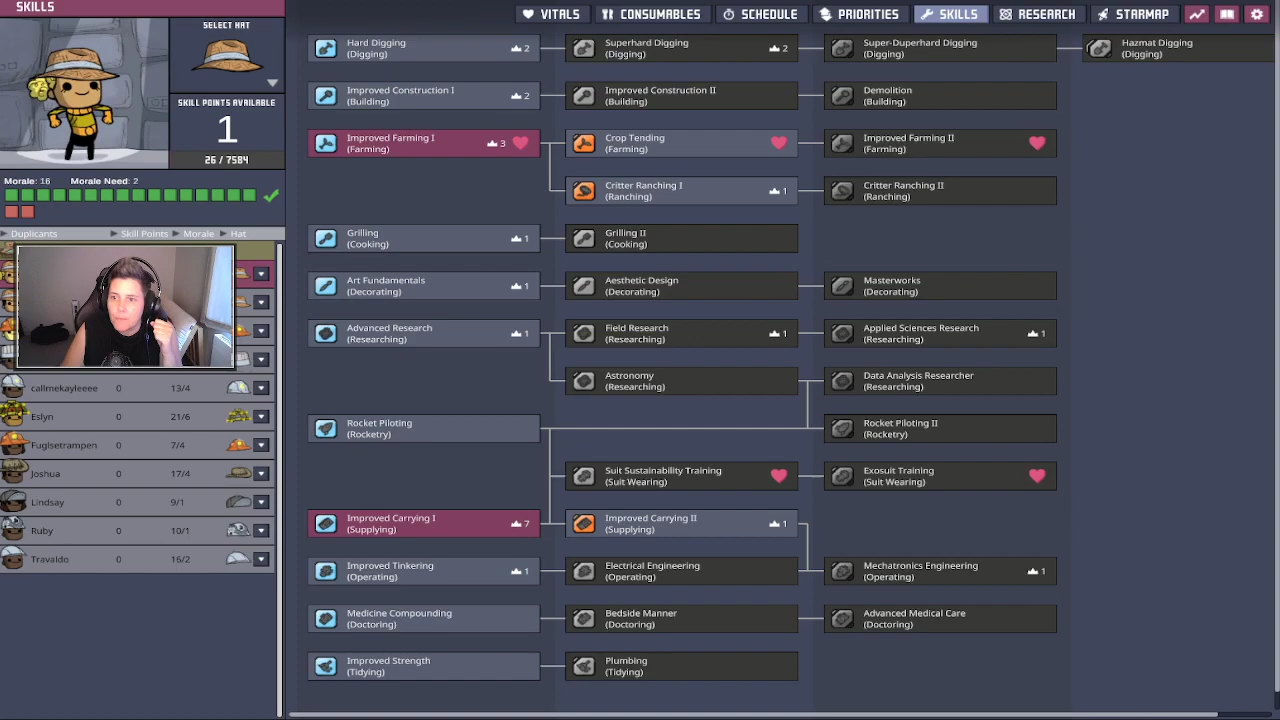 SKILLS
VITALS
CONSUMABLES
SCHEDULE
PRIORITIES
SKILLS
RESEARCH
STARMAP
SELECT HAT
SKILL POINTS AVAILABLE
1
26 / 7584
Morale: 16 Morale Need: 2
Duplicants Skill Points Morale Hat
callmekayleeee 0 13/4
Eslyn 0 21/6
Fuglsetrampen 0 7/4
Joshua 0 17/4
Lindsay 0 9/1
Ruby 0 10/1
Travaldo 0 16/2
Hard Digging
(Digging)
2
Superhard Digging
(Digging)
2
Super-Duperhard Digging
(Digging)
Hazmat Digging
(Digging)
Improved Construction I
(Building)
2
Improved Construction II
(Building)
Demolition
(Building)
Improved Farming I
(Farming)
3
Crop Tending
(Farming)
Improved Farming II
(Farming)
Critter Ranching I
(Ranching)
1
Critter Ranching II
(Ranching)
Grilling
(Cooking)
1
Grilling II
(Cooking)
Art Fundamentals
(Decorating)
1
Aesthetic Design
(Decorating)
Masterworks
(Decorating)
Advanced Research
(Researching)
1
Field Research
(Researching)
1
Applied Sciences Research
(Researching)
1
Astronomy
(Researching)
Data Analysis Researcher
(Researching)
Rocket Piloting
(Rocketry)
Rocket Piloting II
(Rocketry)
Suit Sustainability Training
(Suit Wearing)
Exosuit Training
(Suit Wearing)
Improved Carrying I
(Supplying)
7
Improved Carrying II
(Supplying)
1
Improved Tinkering
(Operating)
1
Electrical Engineering
(Operating)
Mechatronics Engineering
(Operating)
1
Medicine Compounding
(Doctoring)
Bedside Manner
(Doctoring)
Advanced Medical Care
(Doctoring)
Improved Strength
(Tidying)
Plumbing
(Tidying)